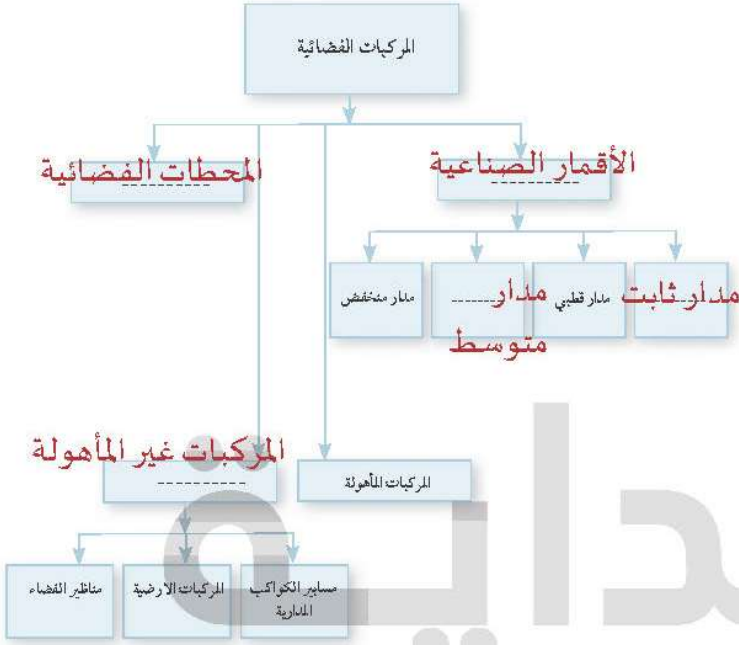 المركبات الفضائية
الأقمار الصناعية
المحطات الفضائية
مدار ثابت
مدار قطبي
مدار
متوسط
مدار منخفض
المركبات المأهولة
المركبات غير المأهولة
مسابير الكواكب
المدارية
المركبات الارضية
مناظير الفضاء